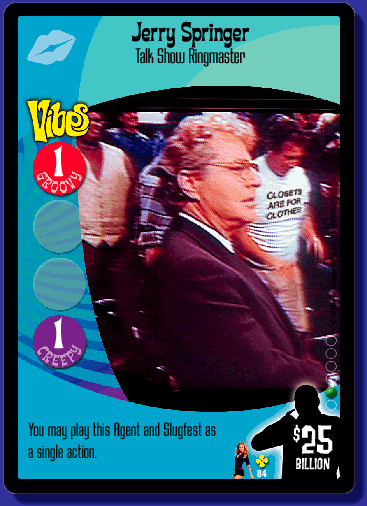 Jerry Springer
Talk Show Ringmaster
Vibes
1
GROOVY
CLOSETS
ARE FOR
CLOTHES
1
CREEPY
You may play this Agent and Slugfest as
a single action.
$25
BILLION
84